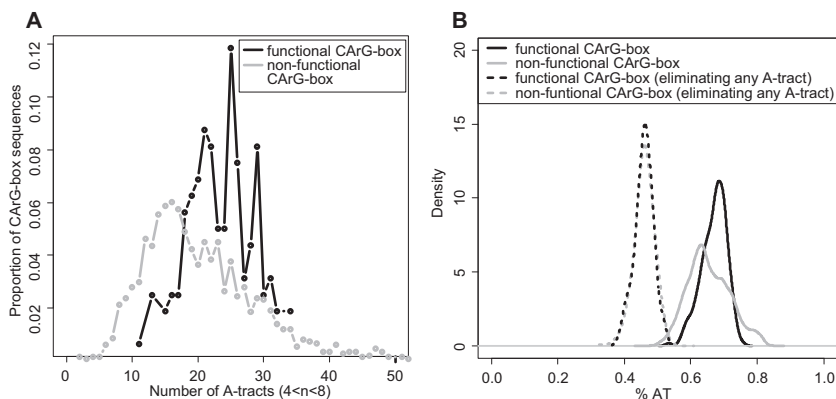 A
functional CArG-box
non-functional
CArG-box
Proportion of CArG-box sequences
0.12
0.10
0.08
0.06
0.04
0.02
0 10 20 30 40 50
Number of A-tracts (4<n<8)
B
functional CArG-box
non-functional CArG-box
functional CArG-box (eliminating any A-tract)
non-funtional CArG-box (eliminating any A-tract)
Density
20
15
10
5
0
0.0 0.2 0.4 0.6 0.8 1.0
% AT